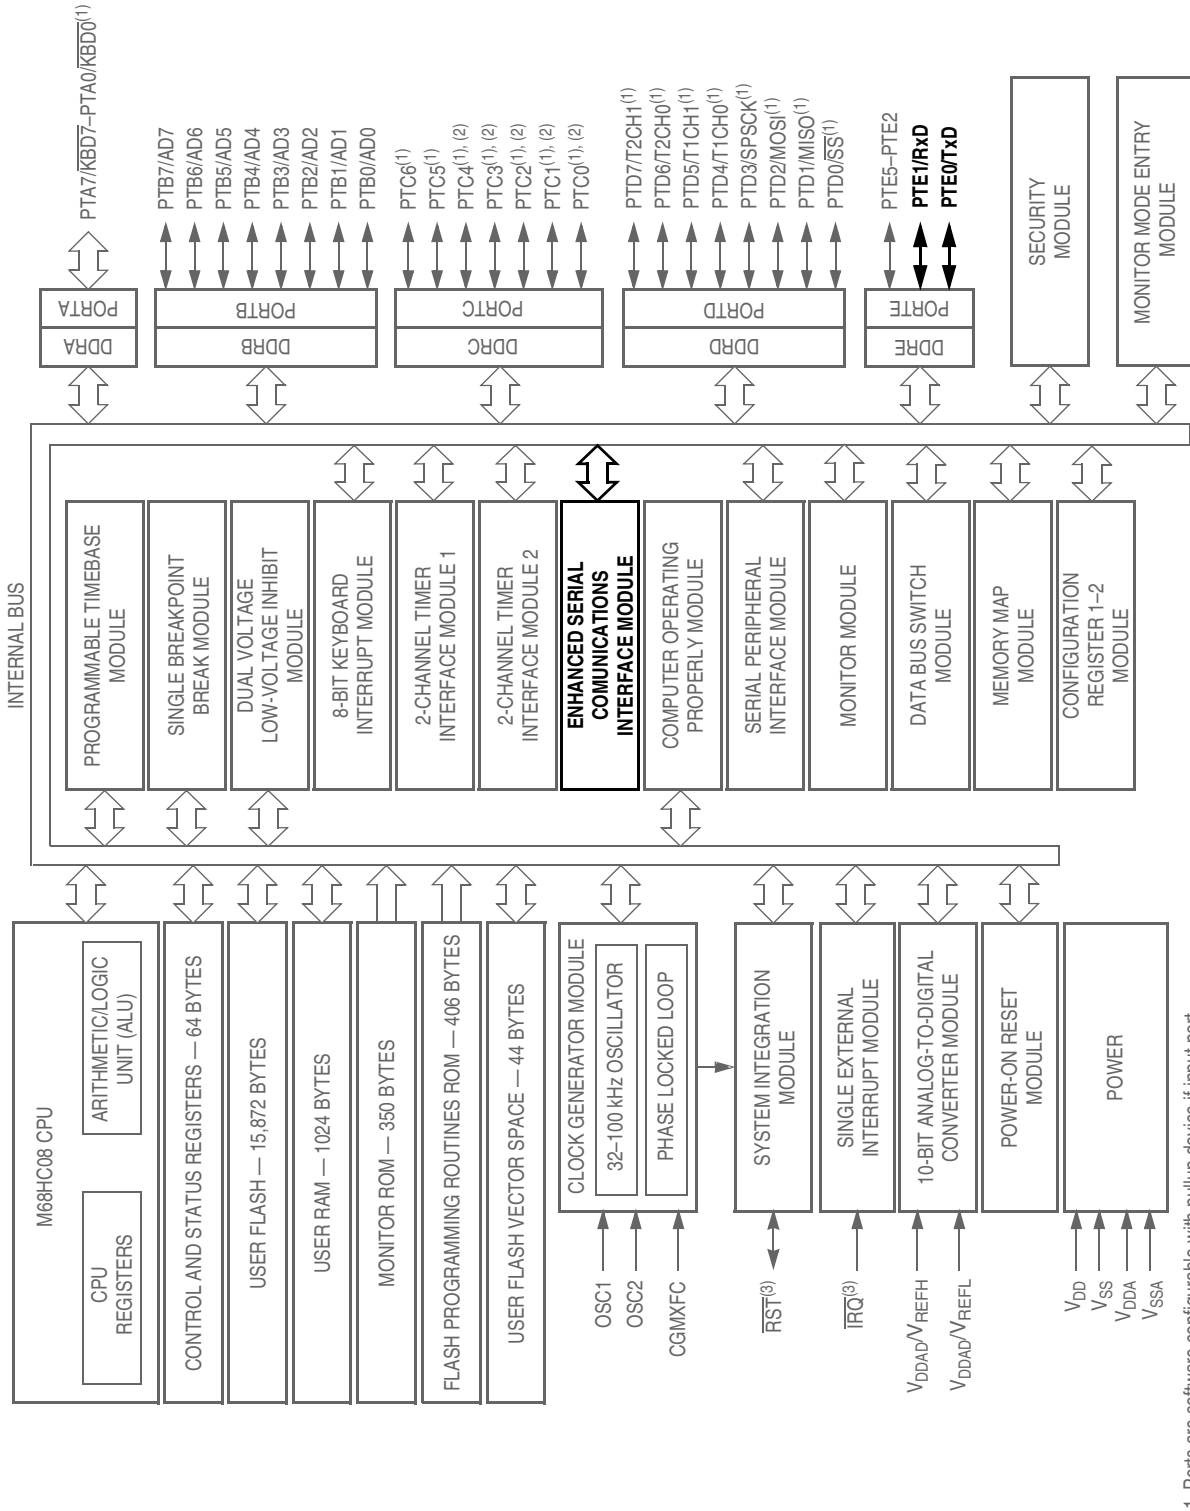 INTERNAL BUS
M68HC08 CPU
CPU
REGISTERS
ARITHMETIC/LOGIC
UNIT (ALU)
CONTROL AND STATUS REGISTERS — 64 BYTES
USER FLASH — 15,872 BYTES
USER RAM — 1024 BYTES
MONITOR ROM — 350 BYTES
FLASH PROGRAMMING ROUTINES ROM — 406 BYTES
USER FLASH VECTOR SPACE — 44 BYTES
CLOCK GENERATOR MODULE
32–100 kHz OSCILLATOR
PHASE LOCKED LOOP
OSC1
OSC2
CGMXFC
SYSTEM INTEGRATION
MODULE
RST(3)
SINGLE EXTERNAL
INTERRUPT MODULE
IRQ(3)
10-BIT ANALOG-TO-DIGITAL
CONVERTER MODULE
VDDAD/VREFH
VDDAD/VREFL
POWER-ON RESET
MODULE
POWER
VDD
VSS
VDDA
VSSA
PROGRAMMABLE TIMEBASE
MODULE
SINGLE BREAKPOINT
BREAK MODULE
DUAL VOLTAGE
LOW-VOLTAGE INHIBIT
MODULE
8-BIT KEYBOARD
INTERRUPT MODULE
2-CHANNEL TIMER
INTERFACE MODULE 1
2-CHANNEL TIMER
INTERFACE MODULE 2
ENHANCED SERIAL
COMUNICATIONS
INTERFACE MODULE
COMPUTER OPERATING
PROPERLY MODULE
SERIAL PERIPHERAL
INTERFACE MODULE
MONITOR MODULE
DATA BUS SWITCH
MODULE
MEMORY MAP
MODULE
CONFIGURATION
REGISTER 1–2
MODULE
DDRA
PORTA
PTA7/KBD7–PTA0/KBD0(1)
DDRB
PORTB
PTB7/AD7
PTB6/AD6
PTB5/AD5
PTB4/AD4
PTB3/AD3
PTB2/AD2
PTB1/AD1
PTB0/AD0
DDRC
PORTC
PTC6(1)
PTC5(1)
PTC4(1), (2)
PTC3(1), (2)
PTC2(1), (2)
PTC1(1), (2)
PTC0(1), (2)
DDRD
PORTD
PTD7/T2CH1(1)
PTD6/T2CH0(1)
PTD5/T1CH1(1)
PTD4/T1CH0(1)
PTD3/SPSCK(1)
PTD2/MOSI(1)
PTD1/MISO(1)
PTD0/SS(1)
DDRE
PORTE
PTE5–PTE2
PTE1/RxD
PTE0/TxD
SECURITY
MODULE
MONITOR MODE ENTRY
MODULE
1. Ports are software configurable with pullup device if input port.